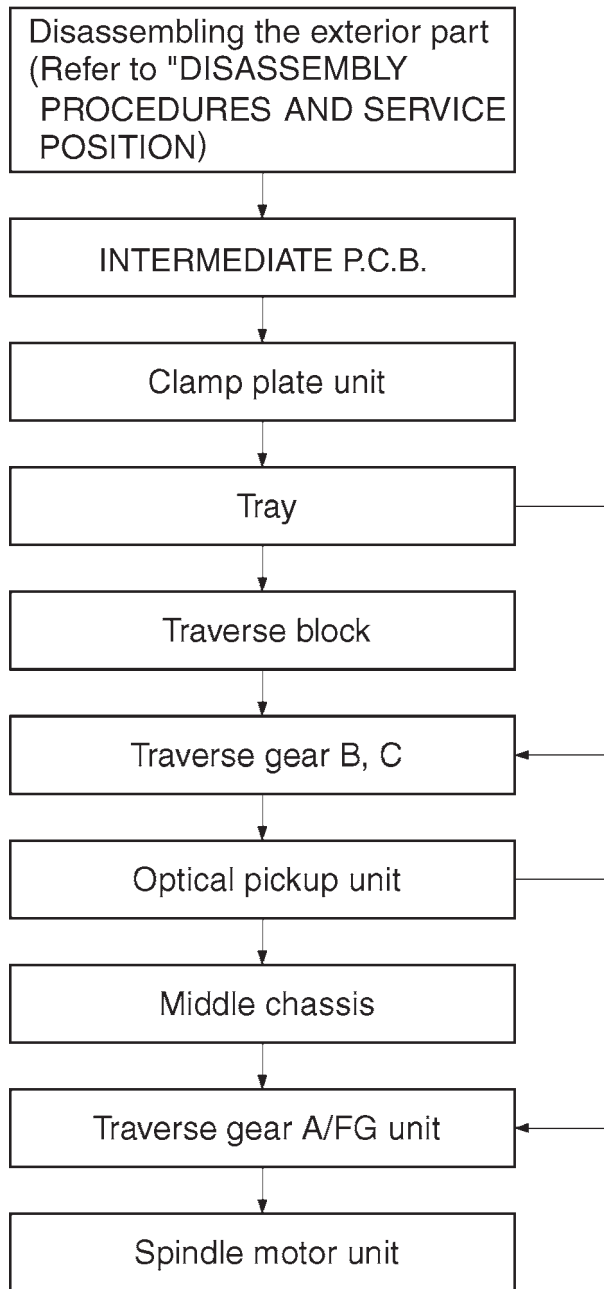 Disassembling the exterior part
(Refer to "DISASSEMBLY
PROCEDURES AND SERVICE
POSITION)
INTERMEDIATE P.C.B.
Clamp plate unit
Tray
Traverse block
Traverse gear B, C
Optical pickup unit
Middle chassis
Traverse gear A/FG unit
Spindle motor unit